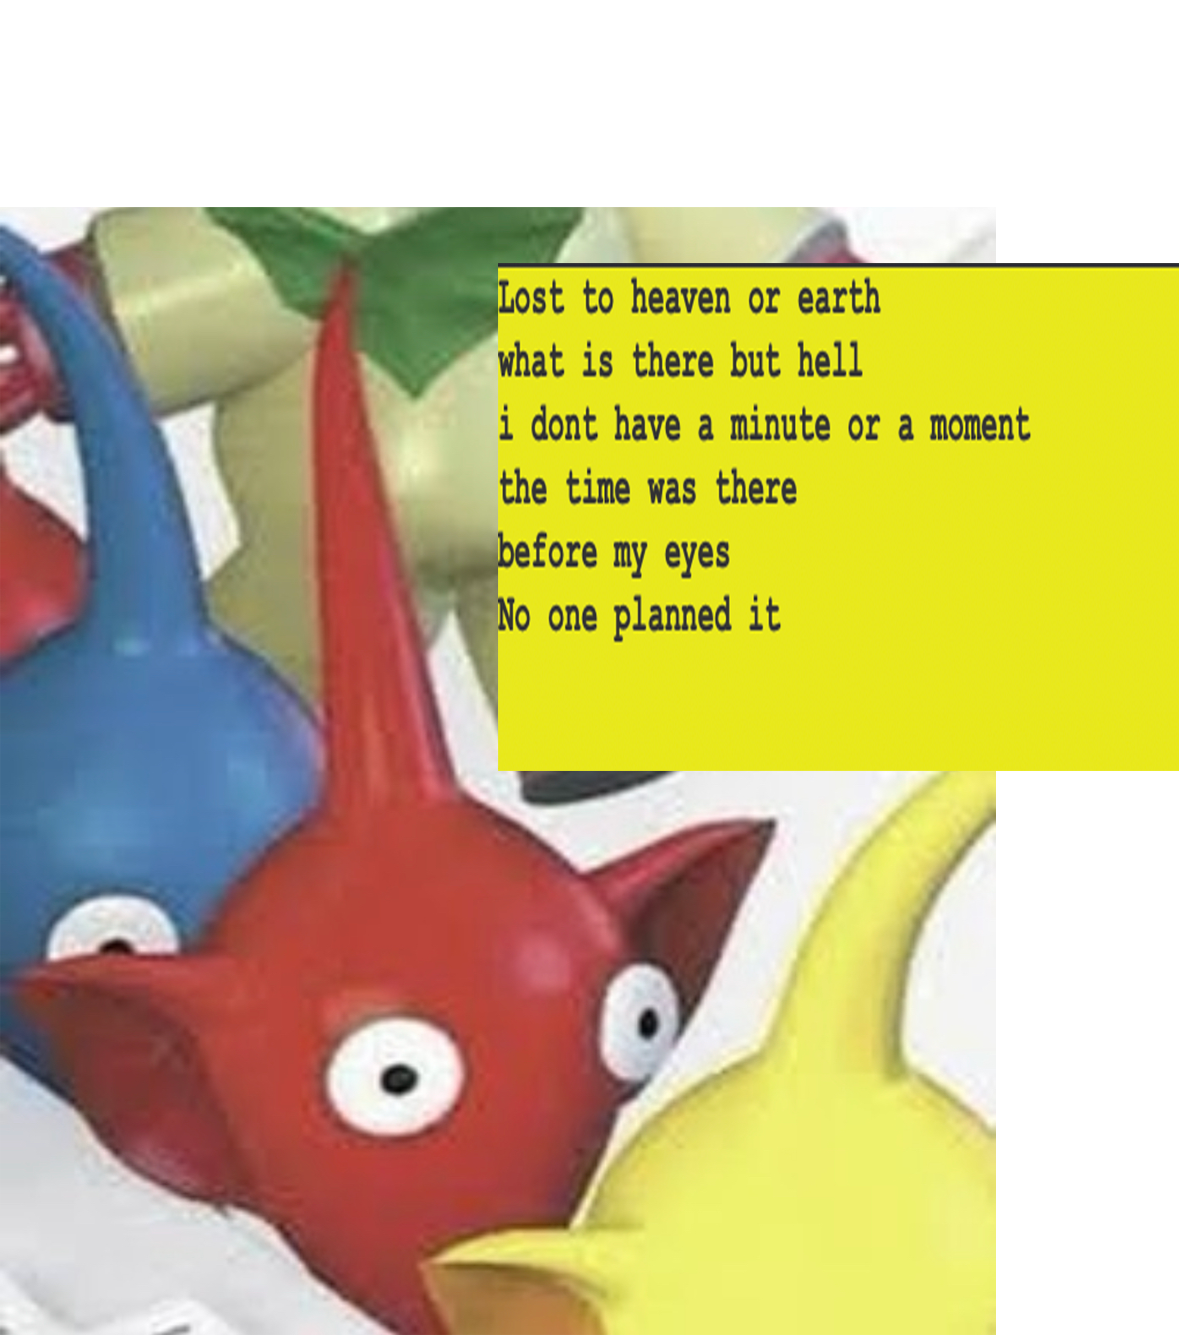 Lost to heaven or earth
what is there but hell
i dont have a minute or a moment
the time was there
before my eyes
No one planned it